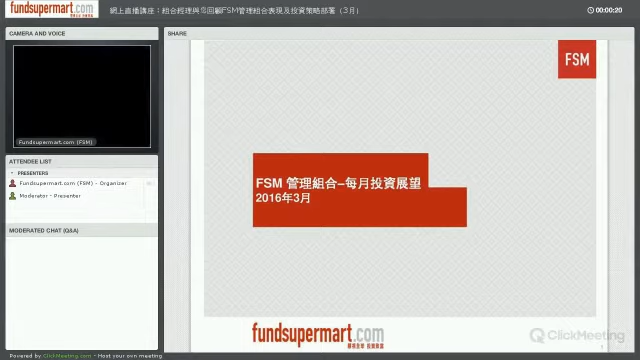 fundsupermart.com
網上直播講座：組合經理與您回顧FSM管理組合表現及投資策略部署（3月）
00:00:20
CAMERA AND VOICE
SHARE
FSM
Fundsupermart.com (FSM)
ATTENDEE LIST
PRESENTERS
Fundsupermart.com (FSM) - Organizer
Moderator - Presenter
FSM 管理組合–每月投資展望
2016年3月
MODERATED CHAT (Q&A)
fundsupermart.com
ClickMeeting
Powered by ClickMeeting.com • Host your own meeting